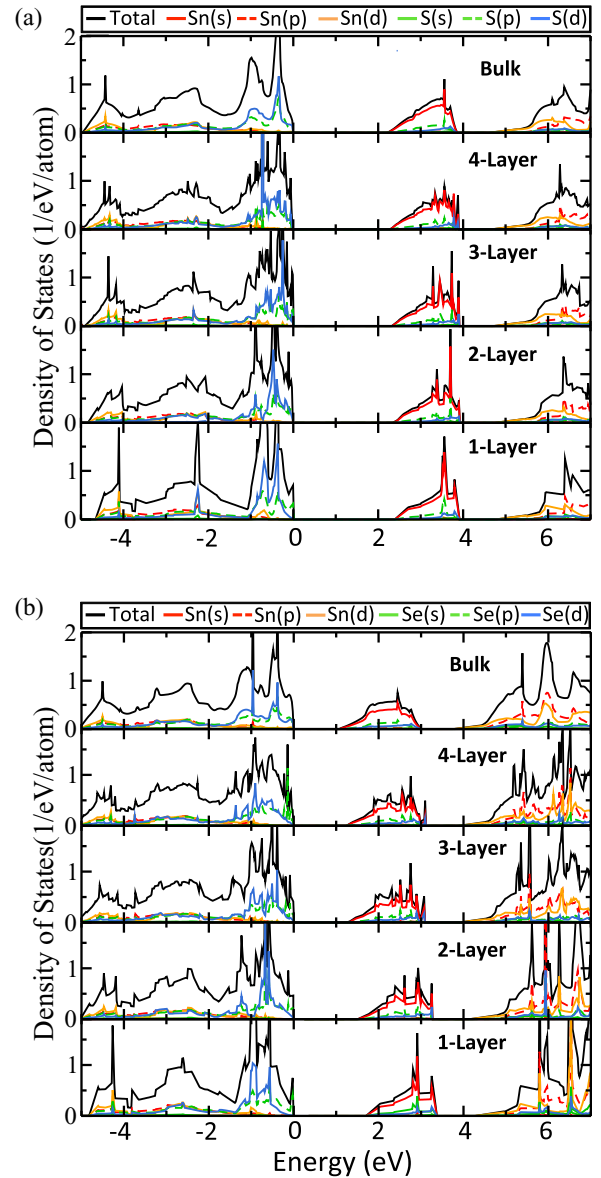 (a)
Total Sn(s) Sn(p) Sn(d) S(s) S(p) S(d)
Density of States (1/eV/atom)
2
1
0
Bulk
1
0
4-Layer
1
0
3-Layer
1
0
2-Layer
1
0
1-Layer
-4 -2 0 2 4 6
(b)
Total Sn(s) Sn(p) Sn(d) Se(s) Se(p) Se(d)
Density of States(1/eV/atom)
2
1
0
Bulk
1
0
4-Layer
1
0
3-Layer
1
0
2-Layer
1
0
1-Layer
-4 -2 0 2 4 6
Energy (eV)